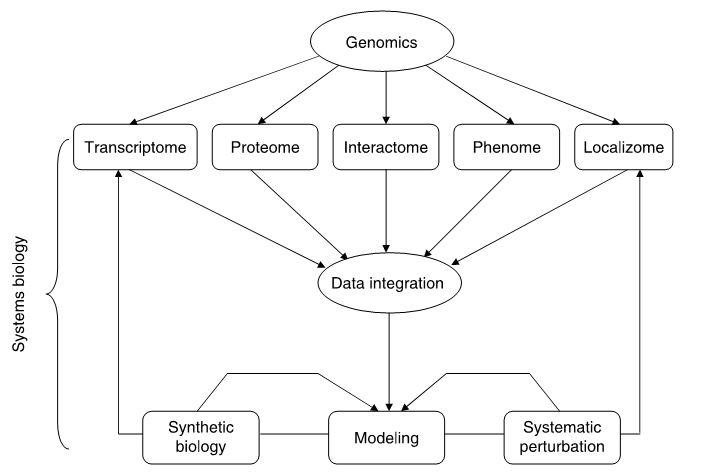 Genomics
Transcriptome
Proteome
Interactome
Phenome
Localizome
Systems biology
Data integration
Synthetic
biology
Modeling
Systematic
perturbation